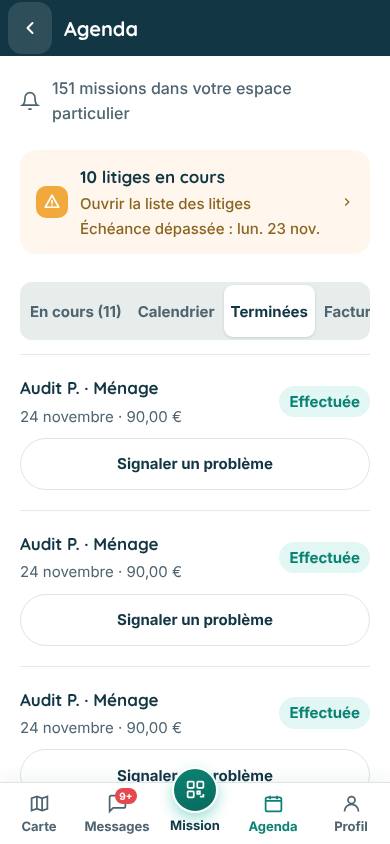 Agenda
151 missions dans votre espace
particulier
10 litiges en cours
Ouvrir la liste des litiges
Échéance dépassée : lun. 23 nov.
En cours (11) Calendrier Terminées Factur
Audit P. · Ménage
Effectuée
24 novembre · 90,00 €
Signaler un problème
Audit P. · Ménage
Effectuée
24 novembre · 90,00 €
Signaler un problème
Audit P. · Ménage
Effectuée
24 novembre · 90,00 €
Signaler un problème
9+
Carte Messages Mission Agenda Profil